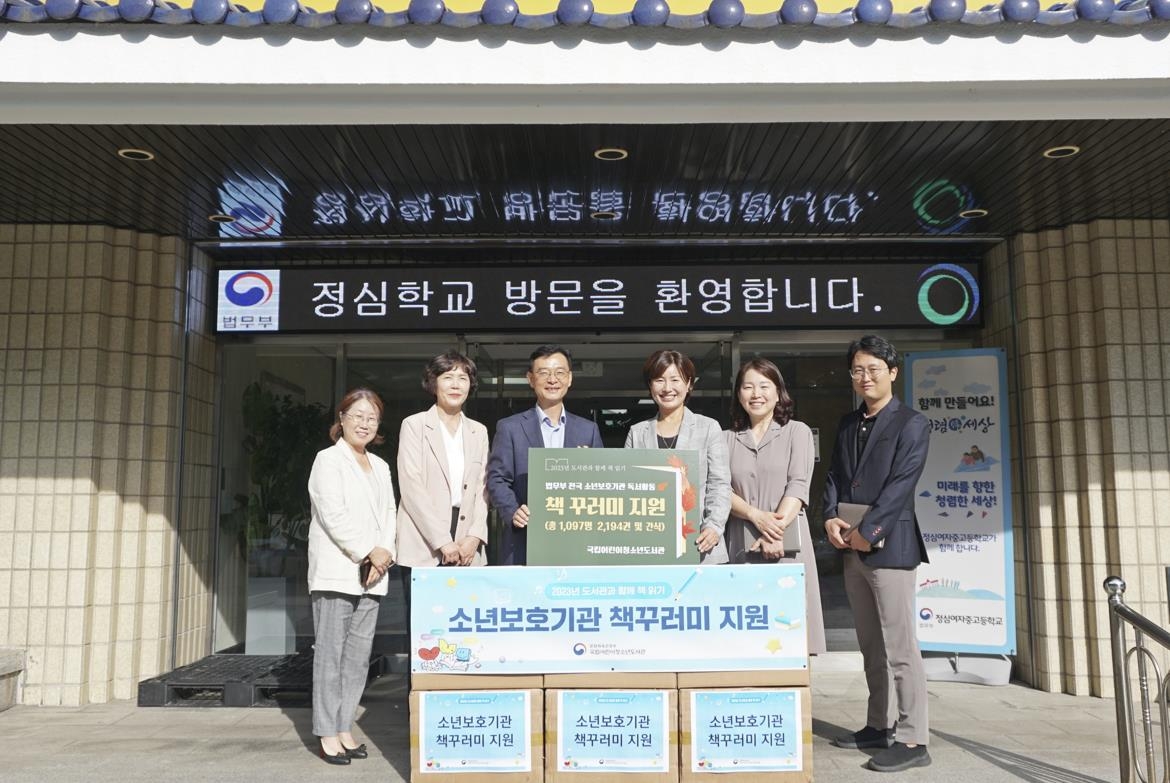 법무부
정심학교 방문을 환영합니다.
함께 만들어요!
세상
미래를 향한
청렴한 세상!
정심여자중고등학교가
함께 합니다.
법무부
정심여자중고등학교
2023년 도서관과 함께 책 읽기
법무부 전국 소년보호기관 독서활동
책 꾸러미 지원
(총 1,097명 2,194권 및 간식)
국립어린이청소년도서관
2023년 도서관과 함께 책 읽기
소년보호기관 책꾸러미 지원
문화체육관광부
국립어린이청소년도서관
소년보호기관
책꾸러미 지원
소년보호기관
책꾸러미 지원
소년보호기관
책꾸러미 지원